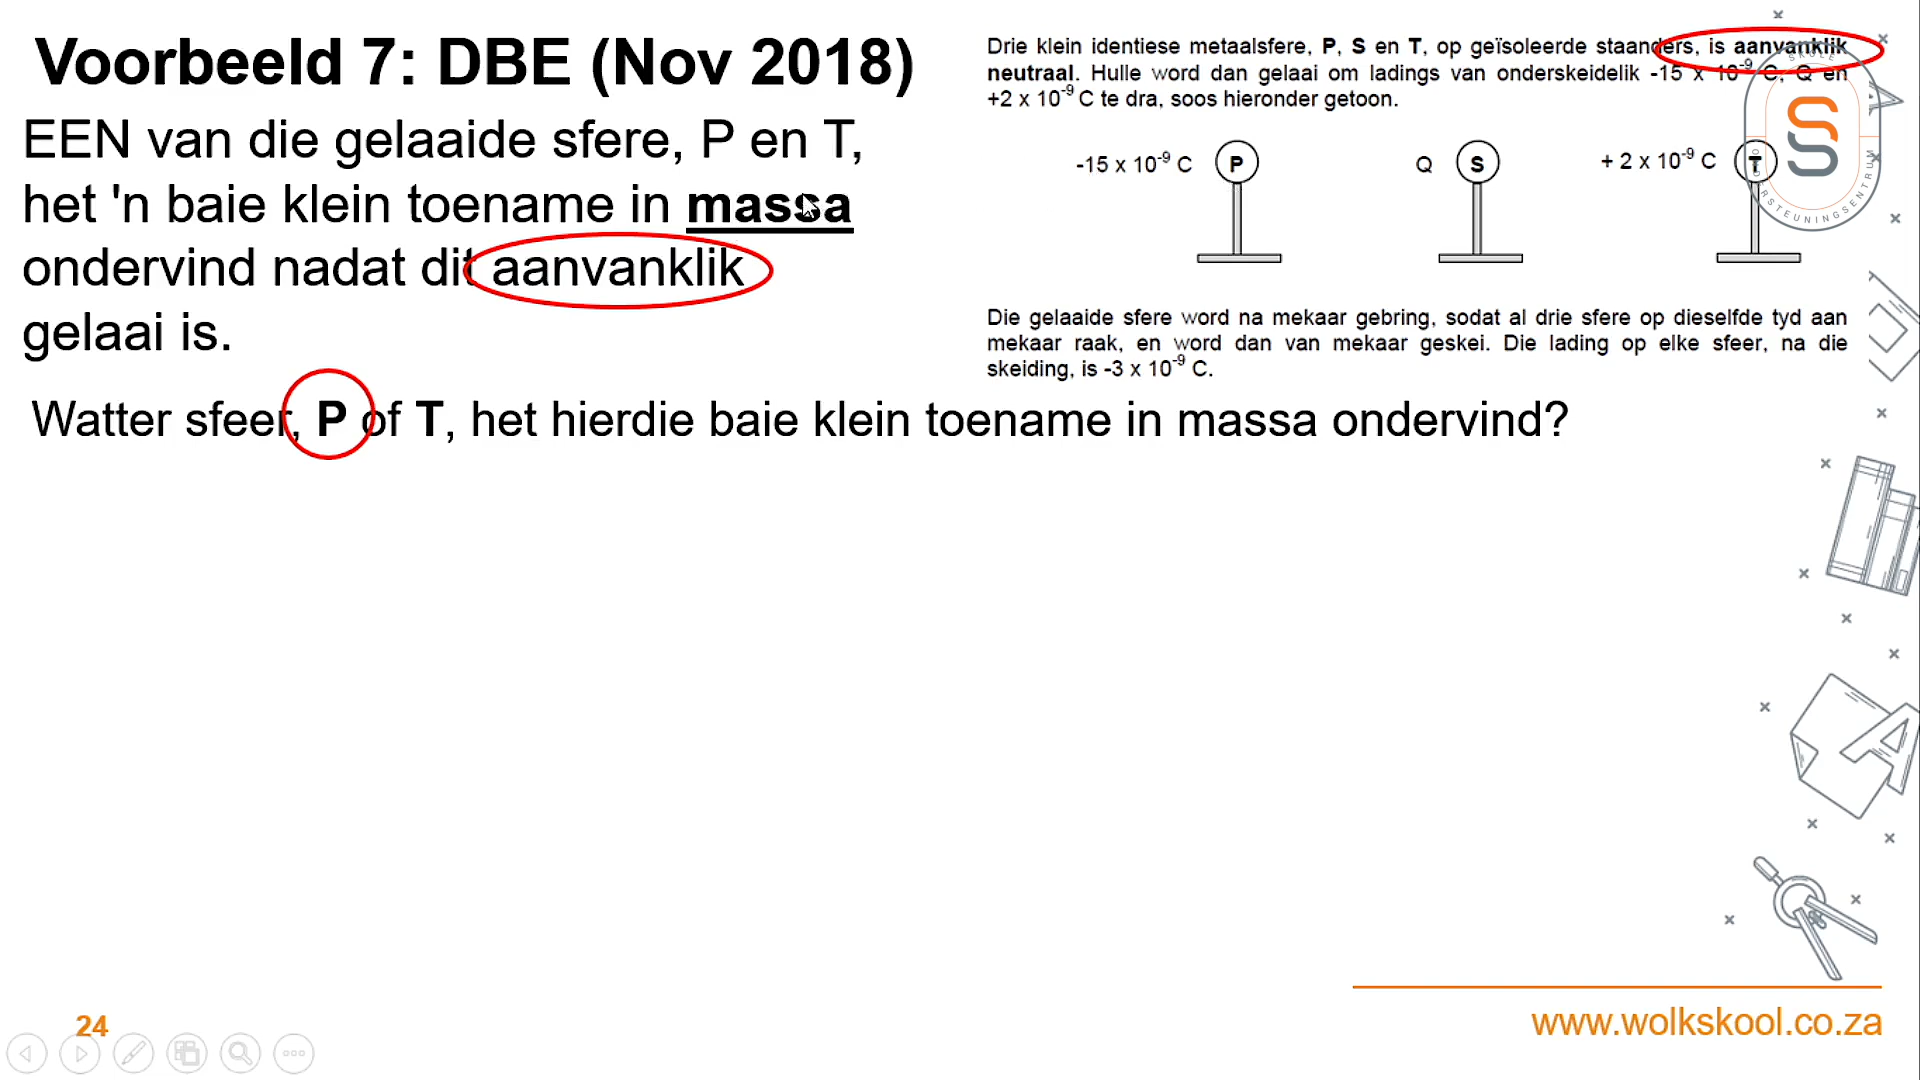 Voorbeeld 7: DBE (Nov 2018)
EEN van die gelaaide sfere, P en T,
het 'n baie klein toename in massa
ondervind nadat dit aanvanklik
gelaai is.
Drie klein identiese metaalsfere, P, S en T, op geïsoleerde staanders, is aanvanklik
neutraal. Hulle word dan gelaai om ladings van onderskeidelik -15 x 10⁻⁹ C, Q en
+2 x 10⁻⁹ C te dra, soos hieronder getoon.
-15 x 10⁻⁹ C P Q S + 2 x 10⁻⁹ C T
SKOLE
ONDERSTEUNINGSENTRUM
Die gelaaide sfere word na mekaar gebring, sodat al drie sfere op dieselfde tyd aan
mekaar raak, en word dan van mekaar geskei. Die lading op elke sfeer, na die
skeiding, is -3 x 10⁻⁹ C.
Watter sfeer, P of T, het hierdie baie klein toename in massa ondervind?
A
24
www.wolkskool.co.za